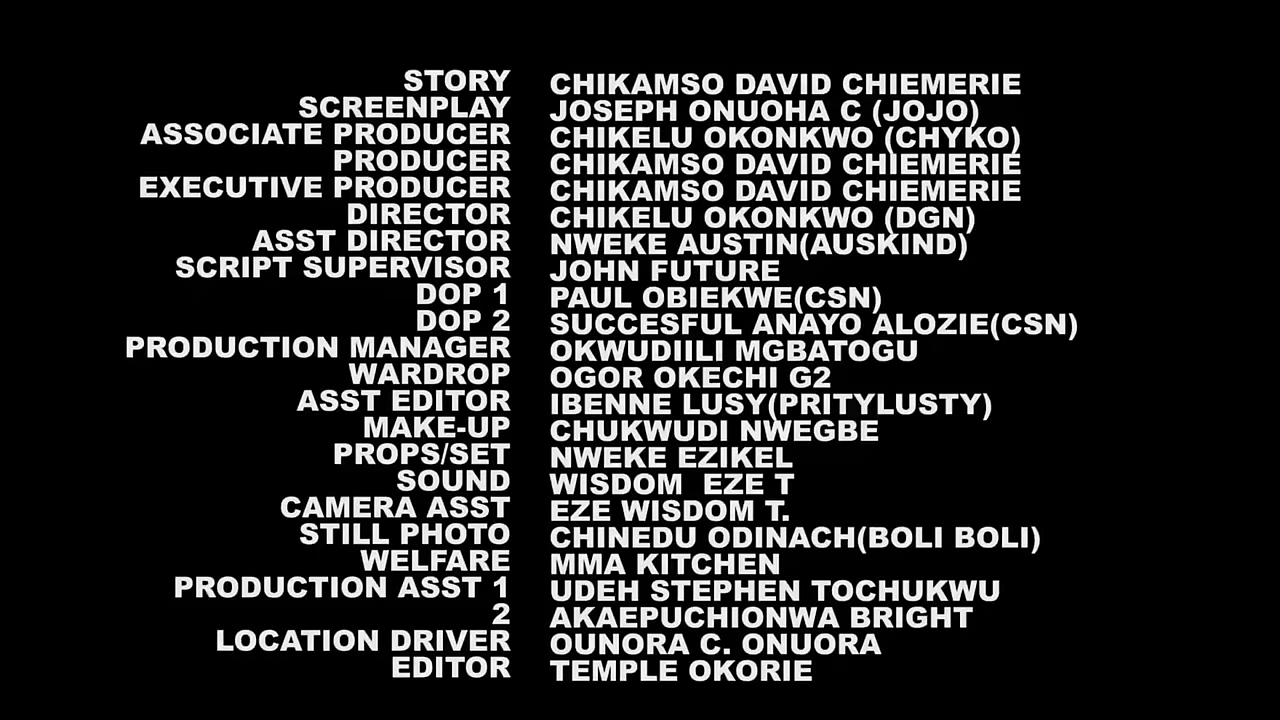 STORY CHIKAMSO DAVID CHIEMERIE
SCREENPLAY JOSEPH ONUOHA C (JOJO)
ASSOCIATE PRODUCER CHIKELU OKONKWO (CHYKO)
PRODUCER CHIKAMSO DAVID CHIEMERIE
EXECUTIVE PRODUCER CHIKAMSO DAVID CHIEMERIE
DIRECTOR CHIKELU OKONKWO (DGN)
ASST DIRECTOR NWEKE AUSTIN(AUSKIND)
SCRIPT SUPERVISOR JOHN FUTURE
DOP 1 PAUL OBIEKWE(CSN)
DOP 2 SUCCESFUL ANAYO ALOZIE(CSN)
PRODUCTION MANAGER OKWUDIILI MGBATOGU
WARDROP OGOR OKECHI G2
ASST EDITOR IBENNE LUSY(PRITYLUSTY)
MAKE-UP CHUKWUDI NWEGBE
PROPS/SET NWEKE EZIKEL
SOUND WISDOM  EZE T
CAMERA ASST EZE WISDOM T.
STILL PHOTO CHINEDU ODINACH(BOLI BOLI)
WELFARE MMA KITCHEN
PRODUCTION ASST 1 UDEH STEPHEN TOCHUKWU
2 AKAEPUCHIONWA BRIGHT
LOCATION DRIVER OUNORA C. ONUORA
EDITOR TEMPLE OKORIE